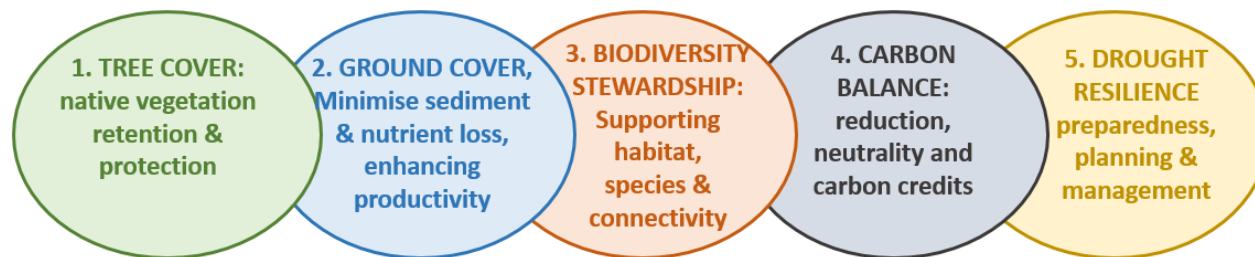 1. TREE COVER:
native vegetation
retention &
protection
2. GROUND COVER,
Minimise sediment
& nutrient loss,
enhancing
productivity
3. BIODIVERSITY
STEWARDSHIP:
Supporting
habitat,
species &
connectivity
4. CARBON
BALANCE:
reduction,
neutrality and
carbon credits
5. DROUGHT
RESILIENCE
preparedness,
planning &
management